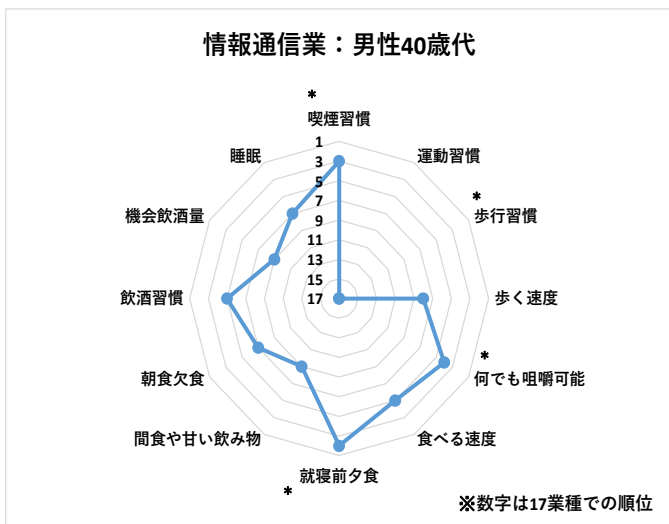 情報通信業：男性40歳代
*
喫煙習慣
運動習慣
*
歩行習慣
歩く速度
*
何でも咀嚼可能
食べる速度
就寝前夕食
*
間食や甘い飲み物
朝食欠食
飲酒習慣
機会飲酒量
睡眠
1
3
5
7
9
11
13
15
17
※数字は17業種での順位